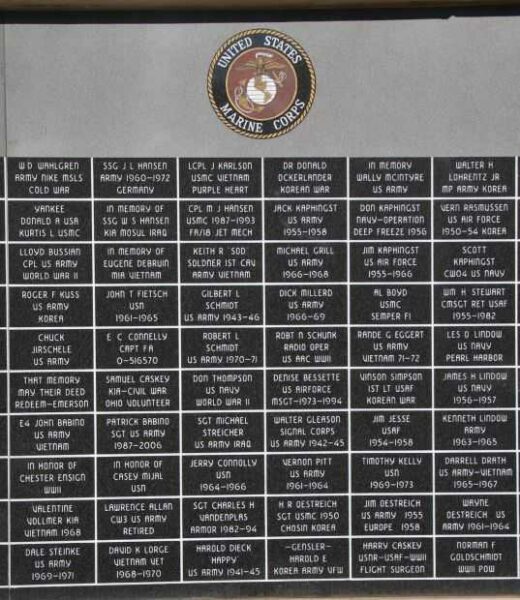 UNITED STATES
MARINE CORPS
W D WAHLGREN
ARMY NIKE MSLS
COLD WAR
SSG J L HANSEN
ARMY 1960-1972
GERMANY
LCPL J KARLSON
USMC VIETNAM
PURPLE HEART
DR DONALD
OCKERLANDER
KOREAN WAR
IN MEMORY
WALLY MCINTYRE
US ARMY
WALTER H
LOHRENTZ JR
MP ARMY KOREA
YANKEE
DONALD A USA
KURTIS L USMC
IN MEMORY OF
SSG W S HANSEN
KIA MOSUL IRAQ
CPL M J HANSEN
USMC 1987-1993
FA/18 JET MECH
JACK KAPHINGST
US ARMY
1955-1958
DON KAPHINGST
NAVY-OPERATION
DEEP FREEZE 1956
VERN RASMUSSEN
US AIR FORCE
1950-54 KOREA
LLOYD BUSSIAN
CPL US ARMY
WORLD WAR II
IN MEMORY OF
EUGENE DEBRUIN
MIA VIETNAM
KEITH R "SOD"
SOLDNER 1ST CAV
ARMY VIETNAM
MICHAEL GRILL
US ARMY
1966-1968
JIM KAPHINGST
US AIR FORCE
1955-1966
SCOTT
KAPHINGST
CWO4 US NAVY
ROGER F KUSS
US ARMY
KOREA
JOHN T FIETSCH
USN
1961-1965
GILBERT L
SCHMIDT
US ARMY 1943-46
DICK MILLERD
US ARMY
1966-69
AL BOYD
USMC
SEMPER FI
WM H STEWART
CMSGT RET USAF
1955-1982
CHUCK
JIRSCHELE
US ARMY
E C CONNELLY
CAPT FA
O-516570
ROBERT L
SCHMIDT
US ARMY 1970-71
ROBT N SCHUNK
RADIO OPER
US AAC WWII
RANDE G EGGERT
US ARMY
VIETNAM 71-72
LES O LINDOW
US NAVY
PEARL HARBOR
THAT MEMORY
MAY THEIR DEED
REDEEM-EMERSON
SAMUEL CASKEY
KIA-CIVIL WAR
OHIO VOLUNTEER
DON THOMPSON
US NAVY
WORLD WAR II
DENISE BESSETTE
US AIRFORCE
MSGT-1973-1994
VINSON SIMPSON
1ST LT USAF
KOREAN WAR
JAMES H LINDOW
US NAVY
1956-1957
E4 JOHN BABINO
US ARMY
VIETNAM
PATRICK BABINO
SGT US ARMY
1987-2006
SGT MICHAEL
STREICHER
US ARMY IRAQ
WALTER GLEASON
SIGNAL CORPS
US ARMY 1942-45
JIM JESSE
USAF
1954-1958
KENNETH LINDOW
ARMY
1963-1965
IN HONOR OF
CHESTER ENSIGN
WWII
IN HONOR OF
CASEY MIJAL
USN
JERRY CONNOLLY
USN
1964-1966
VERNON PITT
US ARMY
1961-1964
TIMOTHY KELLY
USN
1969-1973
DARRELL DRATH
US ARMY-VIETNAM
1965-1967
VALENTINE
VOLLMER KIA
VIETNAM 1968
LAWRENCE ALLAN
CW3 US ARMY
RETIRED
SGT CHARLES H
VANDENPLAS
ARMOR 1982-94
H R OESTREICH
SGT USMC 1950
CHOSIN KOREA
JIM OESTREICH
US ARMY 1955
EUROPE 1958
WAYNE
OESTREICH US
ARMY 1961-1964
DALE STEINKE
US ARMY
1969-1971
DAVID K LORGE
VIETNAM VET
1968-1970
HAROLD DIECK
HAPPY
US ARMY 1941-45
-GENSLER-
HAROLD E
KOREA ARMY VFW
HARRY CASKEY
USNR-USAF-WWII
FLIGHT SURGEON
NORMAN F
GOLDSCHMIDT
WWII POW